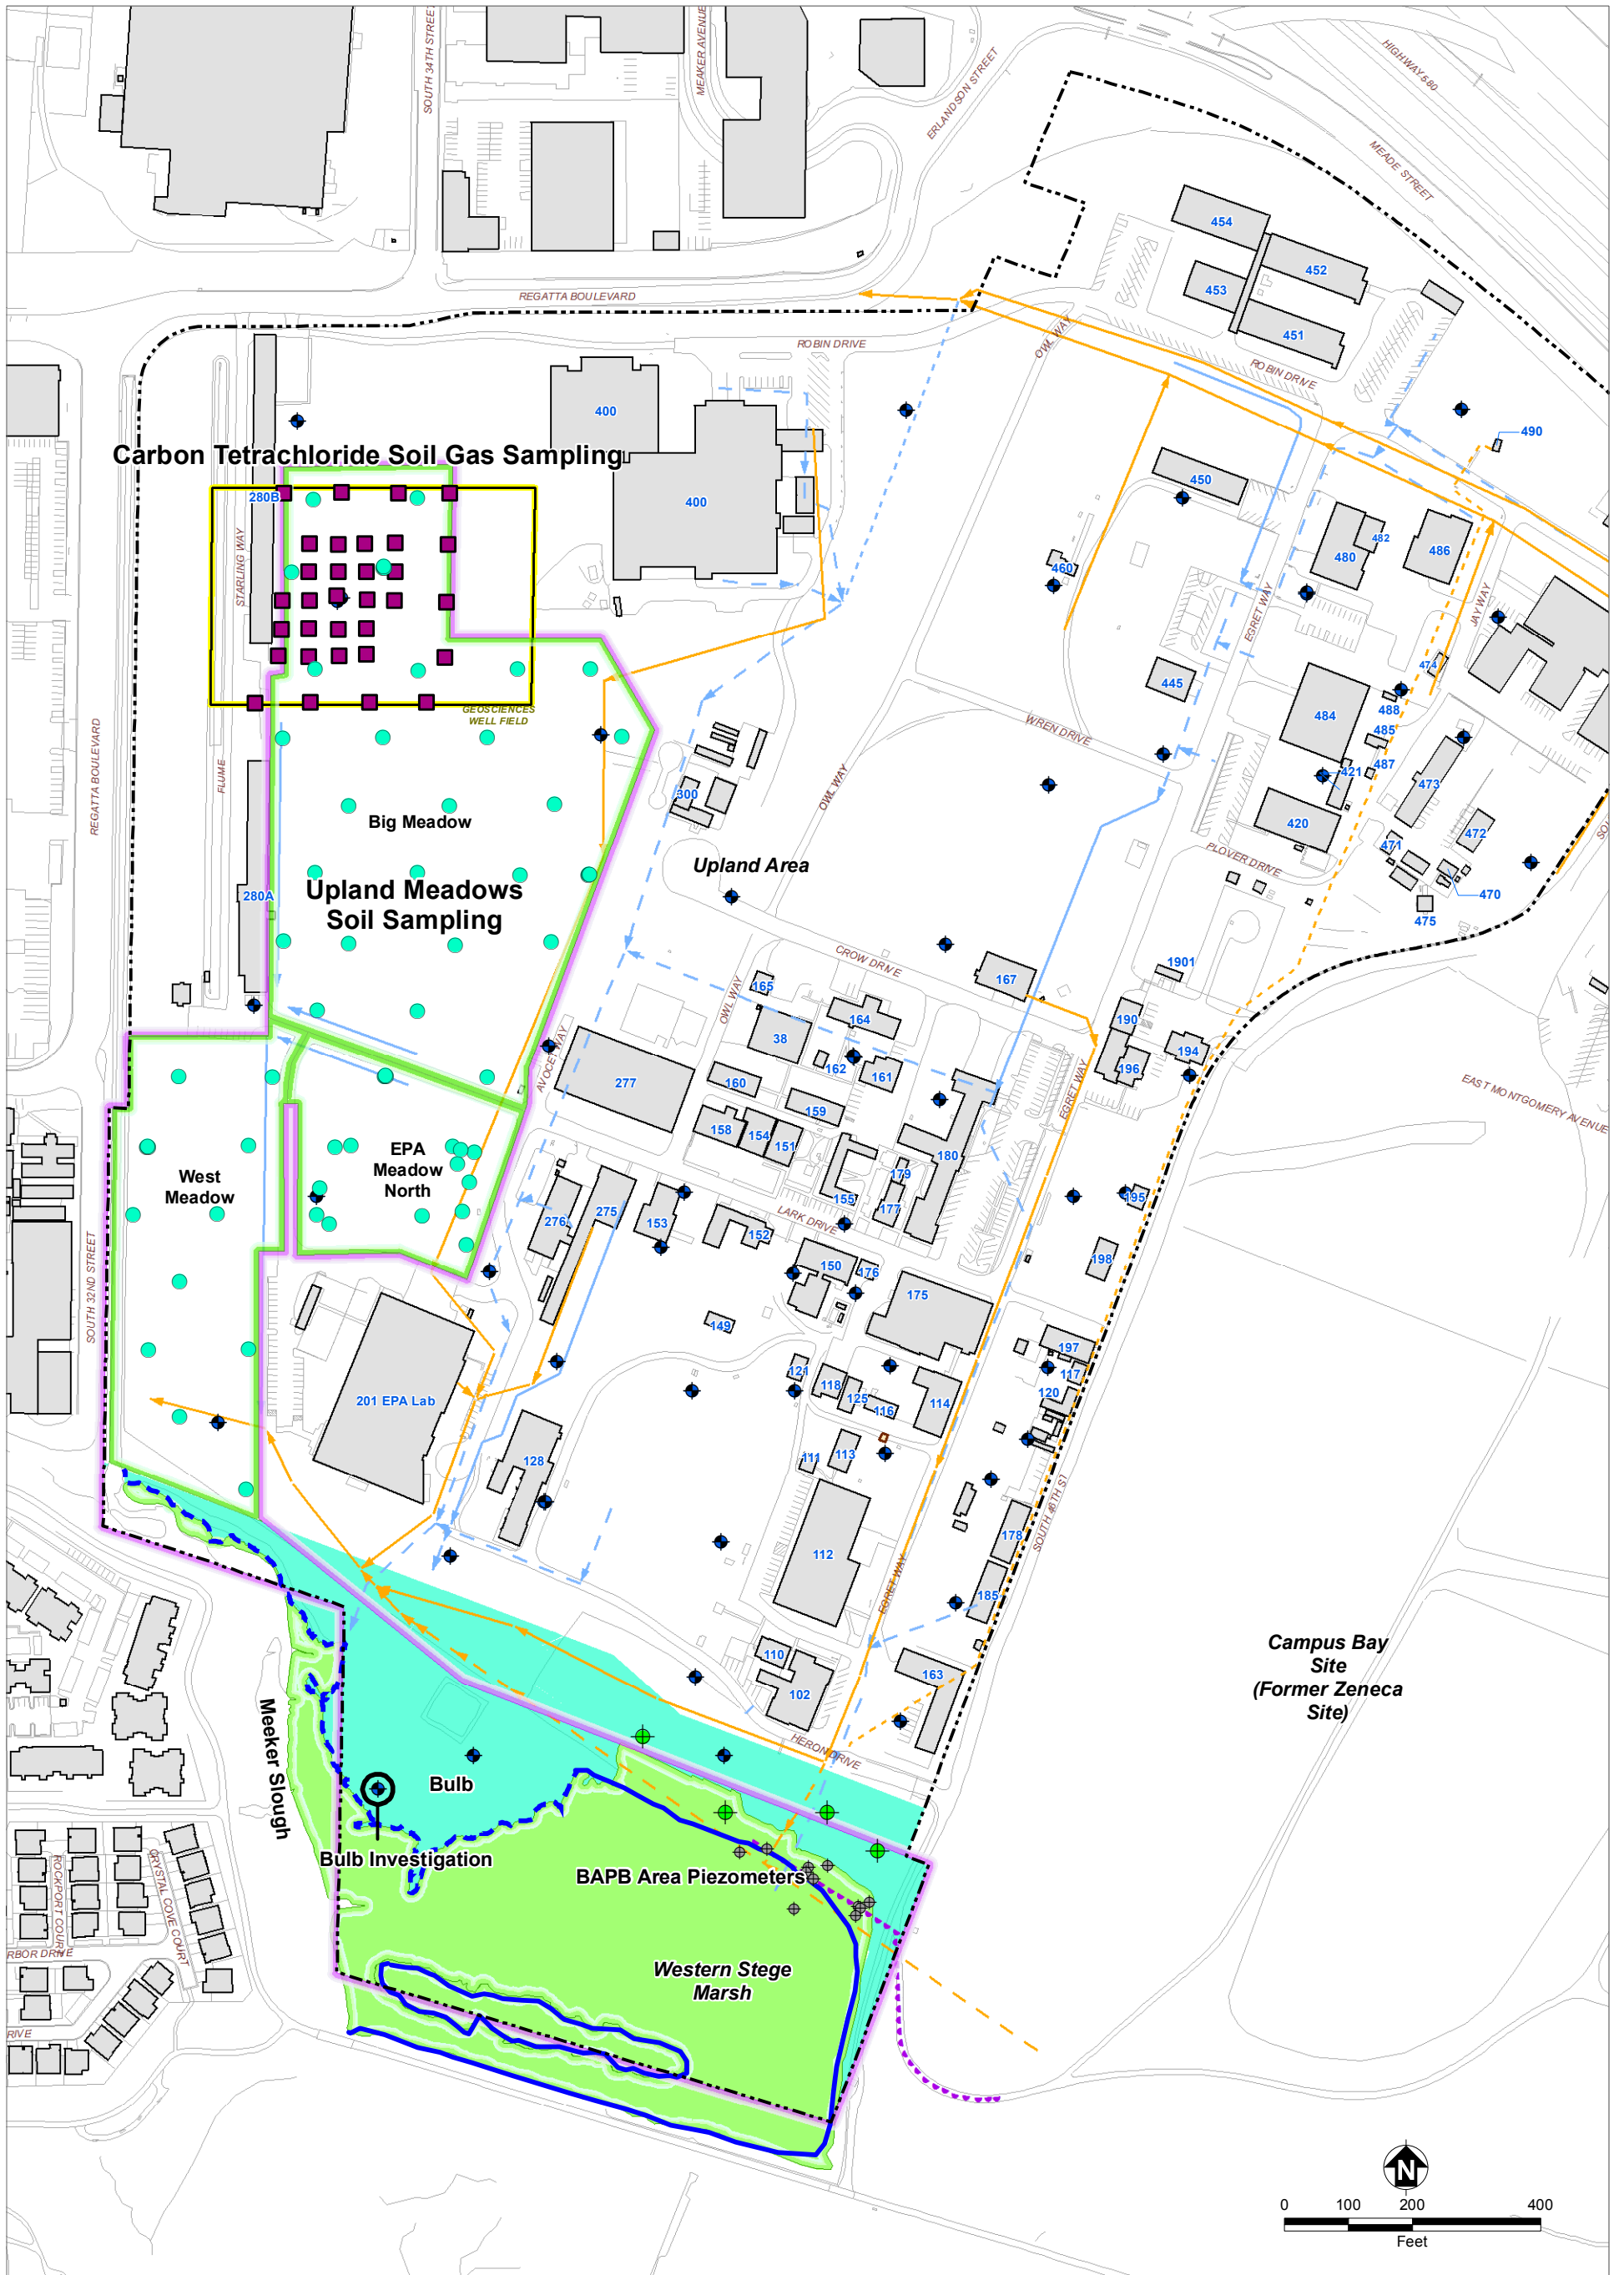 SOUTH 34TH STREET
MEAKER AVENUE
ERLANDSON STREET
HIGHWAY 580
MEADE STREET
454
452
453
451
REGATTA BOULEVARD
ROBIN DRIVE
OWL WAY
ROBIN DRIVE
400
490
Carbon Tetrachloride Soil Gas Sampling
450
280B
400
482
480
486
STARLING WAY
460
EGRET WAY
JAY WAY
474
445
488
GEOSCIENCES
WELL FIELD
484
485
WREN DRIVE
REGATTA BOULEVARD
FLUME
487
421
473
OWL WAY
300
Big Meadow
420
472
471
PLOVER DRIVE
Upland Area
470
Upland Meadows
Soil Sampling
280A
475
CROW DRIVE
1901
167
165
OWL WAY
164
190
38
194
162
196
AVOCET WAY
277
160
161
EGRET WAY
EAST MONTGOMERY AVENUE
159
158
154
151
180
EPA
Meadow
North
West
Meadow
179
155
177
195
276
275
153
152
LARK DRIVE
SOUTH 32ND STREET
198
150
176
175
149
197
121
117
118
125
120
201 EPA Lab
116
114
111
113
128
SOUTH 46TH ST
178
112
EGRET WAY
185
110
163
102
Campus Bay
Site
(Former Zeneca
Site)
HERON DRIVE
Meeker Slough
Bulb
Bulb Investigation
BAPB Area Piezometers
ROCKPORT COURT
CRYSTAL COVE COURT
RBOR DRIVE
Western Stege
Marsh
RIVE
N
0 100 200 400
Feet